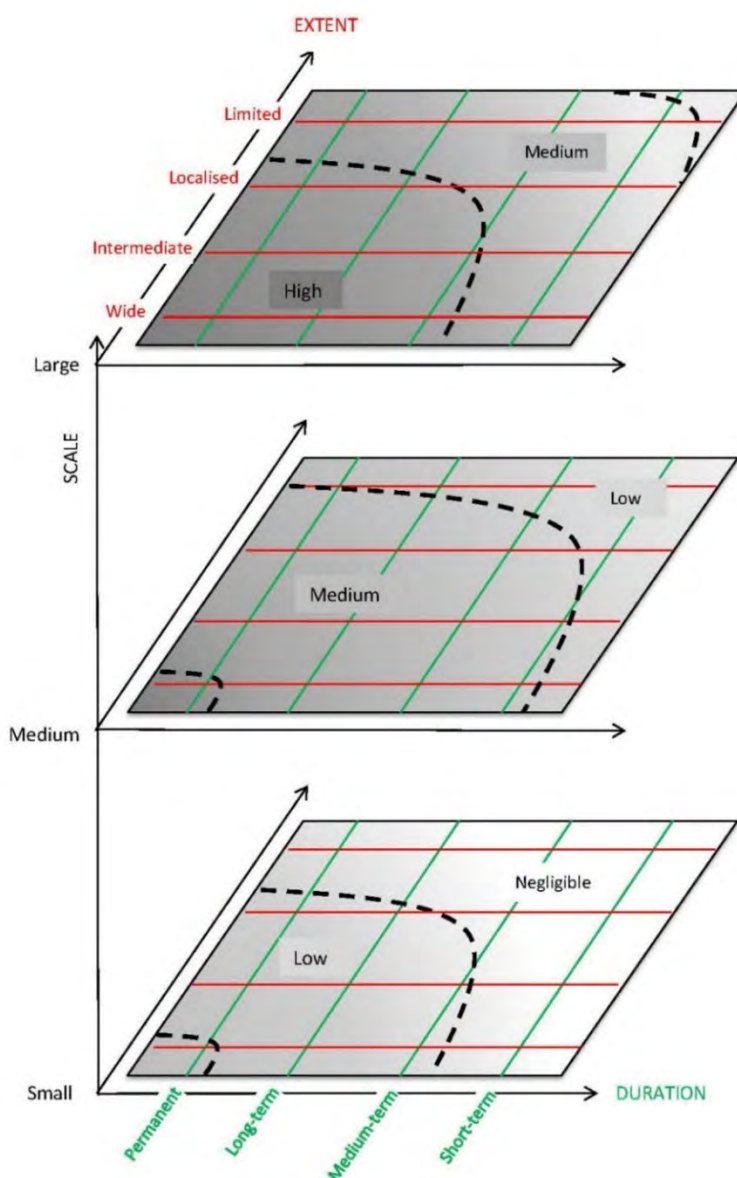 EXTENT
Limited
Medium
Localised
Intermediate
High
Wide
Large
SCALE
Low
Medium
Medium
Negligible
Low
Small
DURATION
Permanent
Long-term
Medium-term
Short-term